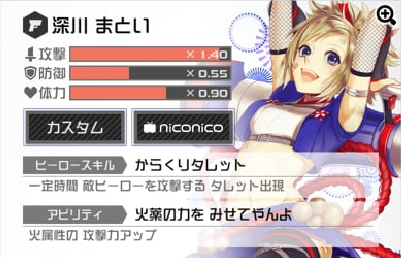 深川 まとい
攻撃 × 1.40
防御 × 0.55
体力 × 0.90
カスタム niconico
ヒーロースキル からくりタレット
一定時間 敵ヒーローを攻撃する タレット出現
アビリティ 火薬の力を みせてやんよ
火属性の 攻撃力アップ